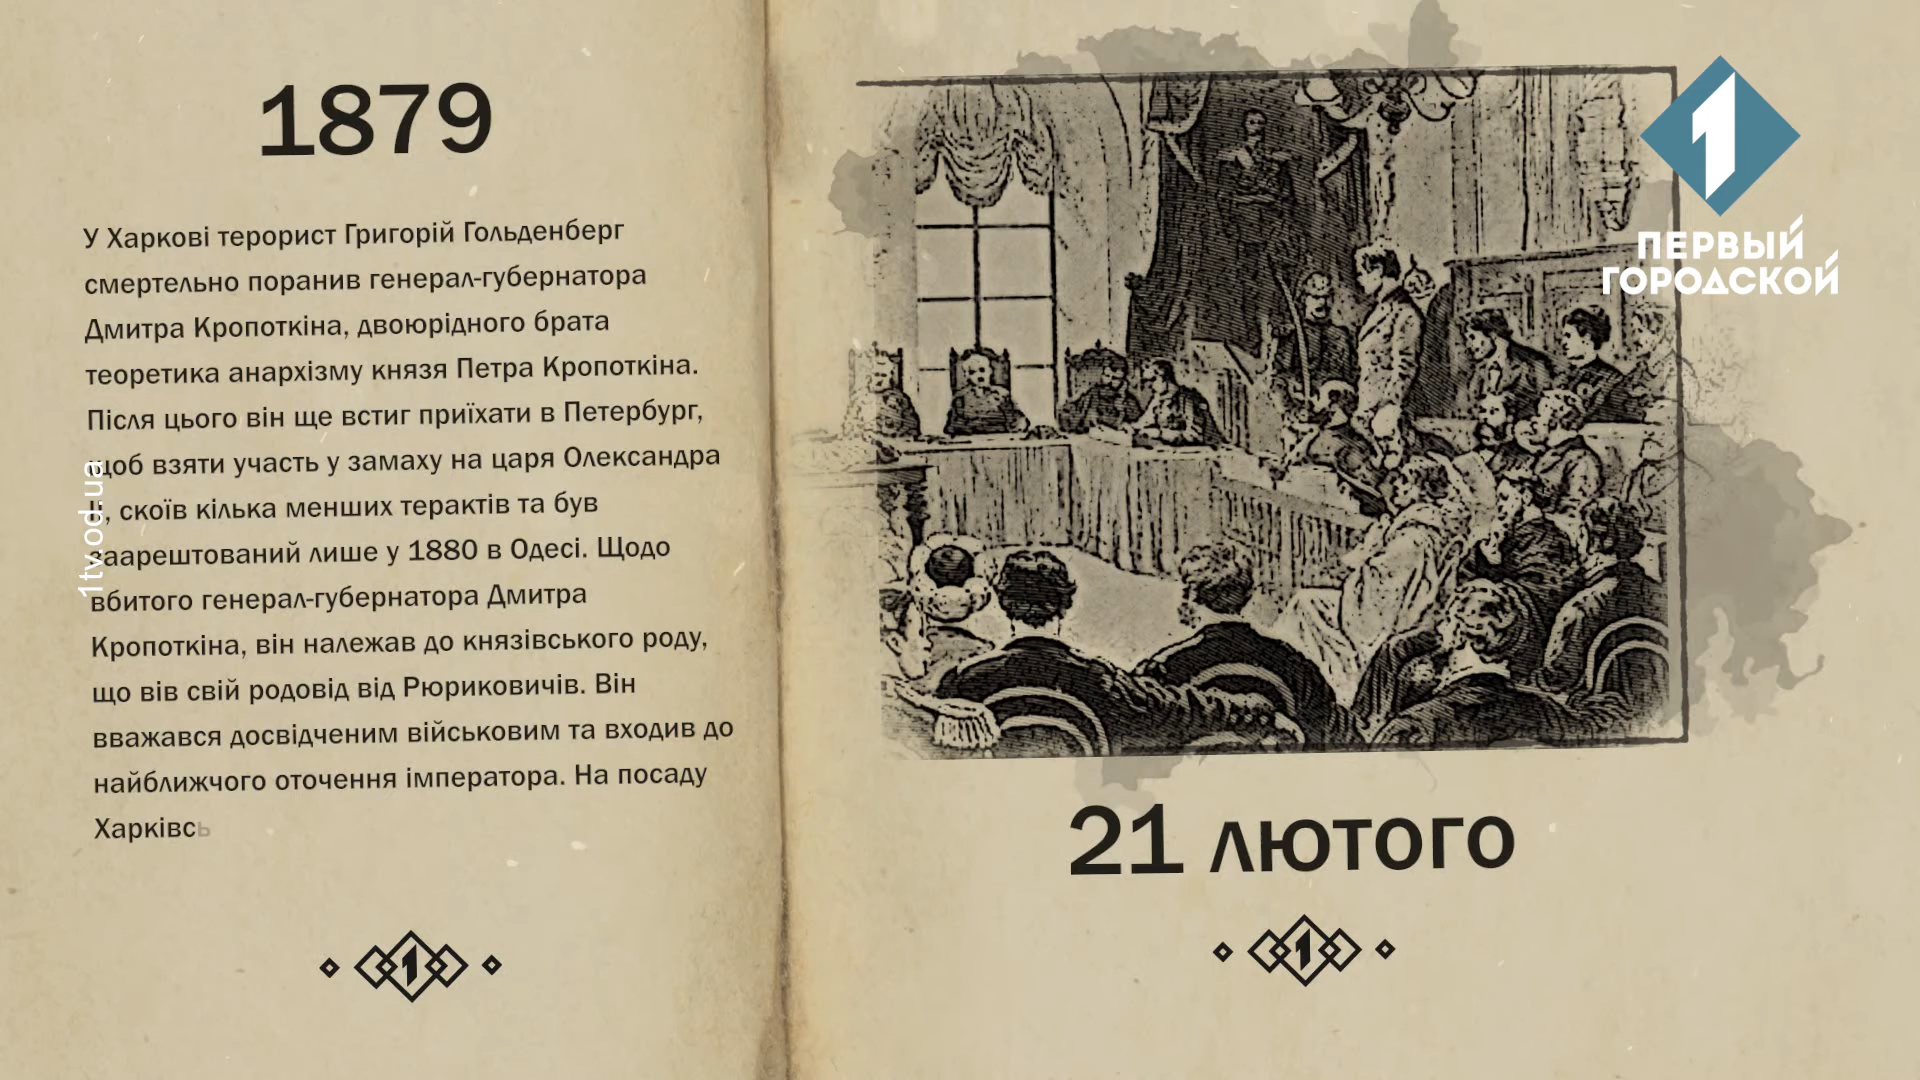 1879
У Харкові терорист Григорій Гольденберг
смертельно поранив генерал-губернатора
Дмитра Кропоткіна, двоюрідного брата
теоретика анархізму князя Петра Кропоткіна.
Після цього він ще встиг приїхати в Петербург,
щоб взяти участь у замаху на царя Олександра
ІІ, скоїв кілька менших терактів та був
заарештований лише у 1880 в Одесі. Щодо
вбитого генерал-губернатора Дмитра
Кропоткіна, він належав до князівського роду,
що вів свій родовід від Рюриковичів. Він
вважався досвідченим військовим та входив до
найближчого оточення імператора. На посаду
Харківсь
1tvod.ua
1
21 лютого
1
1
ПЕРВЫЙ
ГОРОДСКОЙ